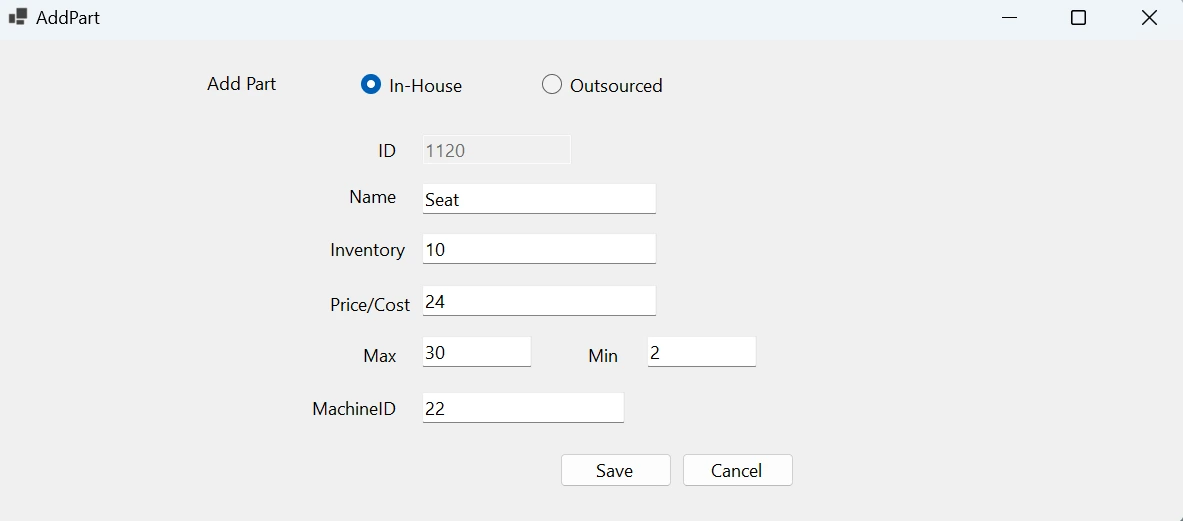 AddPart
Add Part In-House Outsourced
ID 1120
Name Seat
Inventory 10
Price/Cost 24
Max 30 Min 2
MachineID 22
Save Cancel